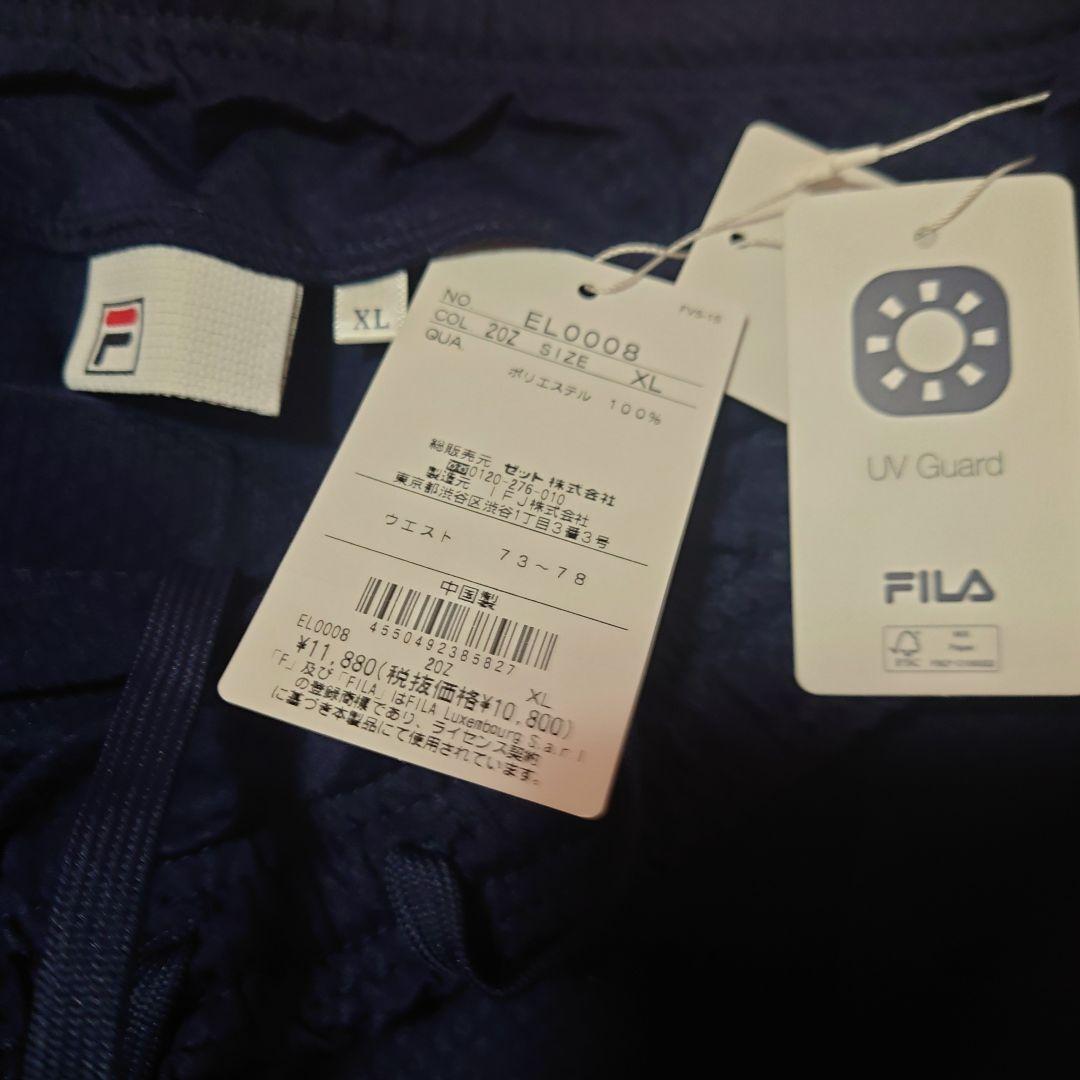 F
XL
FVS-15
NO EL0008
COL 20Z SIZE XL
QUA
ポリエステル 100%
総販売元 ゼット株式会社
0120-276-010
製造元 IFJ株式会社
東京都渋谷区渋谷1丁目3番3号
ウエスト 73~78
中国製
4550492385827
EL0008 20Z XL
¥11,880(税抜価格¥10,800)
「F」及び「FILA」はFILA Luxembourg S.a r l
の登録商標であり、ライセンス契約
に基づき本製品にて使用されています。
UV Guard
FILA
FSC
MIX
Paper